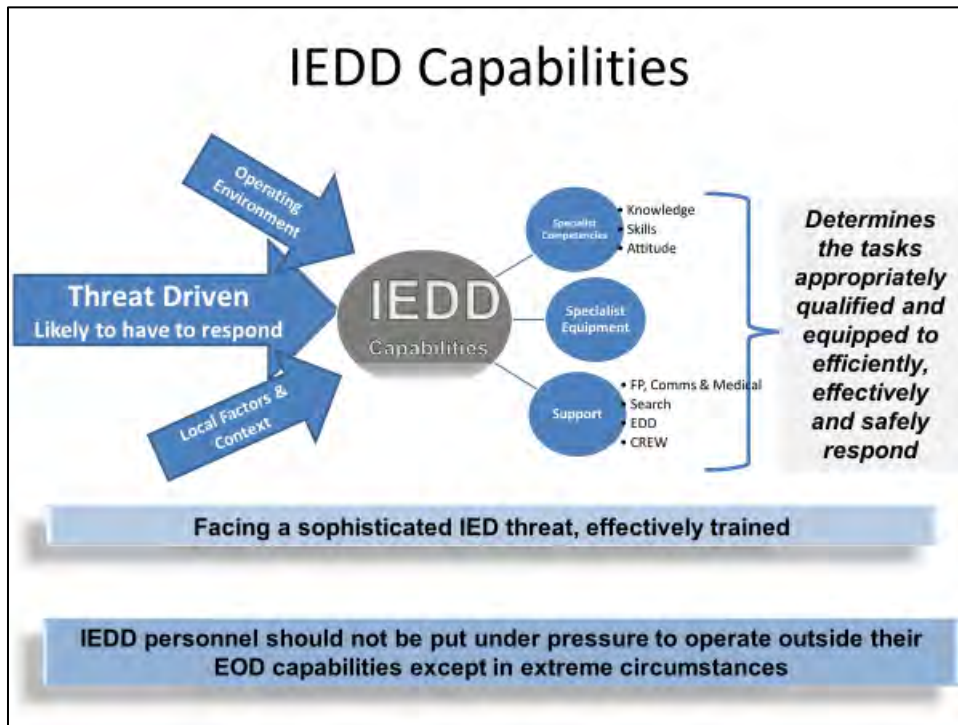 IEDD Capabilities
Operating
Environment
Threat Driven
Likely to have to respond
Local Factors &
Context
IEDD
Capabilities
Specialist
Competencies
• Knowledge
• Skills
• Attitude
Specialist
Equipment
Support
• FP, Comms & Medical
• Search
• EDD
• CREW
Determines
the tasks
appropriately
qualified and
equipped to
efficiently,
effectively
and safely
respond
Facing a sophisticated IED threat, effectively trained
IEDD personnel should not be put under pressure to operate outside their
EOD capabilities except in extreme circumstances